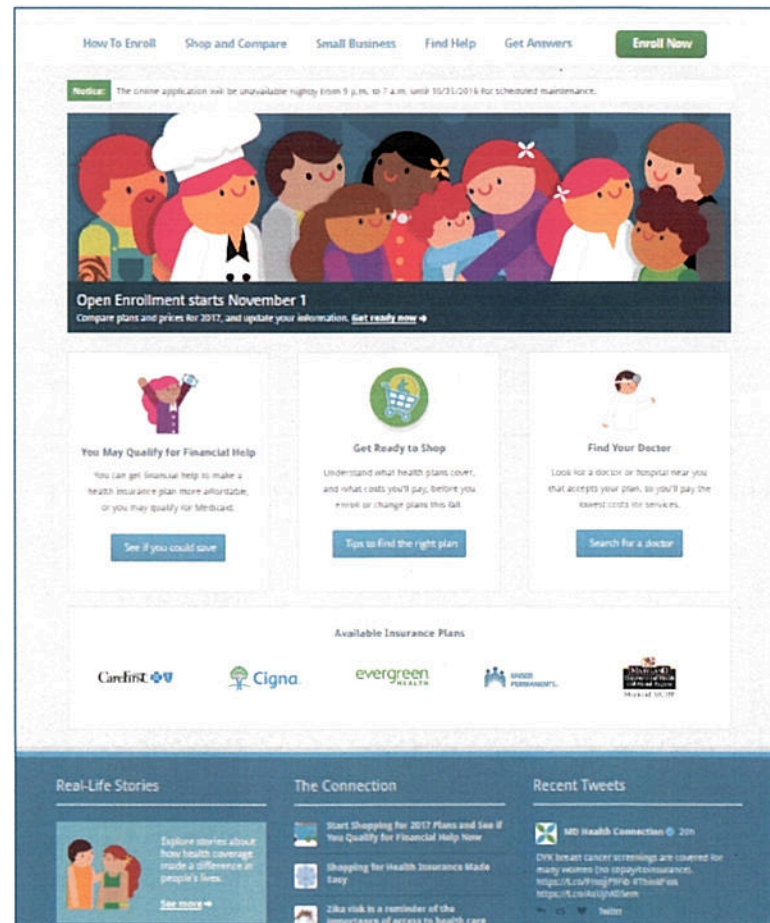 How To Enroll Shop and Compare Small Business Find Help Get Answers Enroll Now
Notice: The online application will be unavailable nightly from 9 p.m. to 7 a.m. until 10/31/2016 for scheduled maintenance.
Open Enrollment starts November 1
Compare plans and prices for 2017, and update your information. Get ready now
You May Qualify for Financial Help
You can get financial help to make a
health insurance plan more affordable,
or you may qualify for Medicaid.
See if you could save
Get Ready to Shop
Understand what health plans cover,
and what costs you'll pay, before you
enroll or change plans this fall.
Tips to find the right plan
Find Your Doctor
Look for a doctor or hospital near you
that accepts your plan, so you'll pay the
lowest costs for services.
Search for a doctor
Available Insurance Plans
CareFirst
Cigna
evergreen
HEALTH
KAISER
PERMANENTE
MARYLAND
Real-Life Stories
Explore stories about
how health coverage
made a difference in
people's lives.
See more
The Connection
Start Shopping for 2017 Plans and See if
You Qualify for Financial Help Now
Shopping for Health Insurance Made
Easy
Zika risk is a reminder of the
importance of access to health care
Recent Tweets
MD Health Connection 20h
DYK breast cancer screenings are covered for
many women (no copay/coinsurance).
Twitter